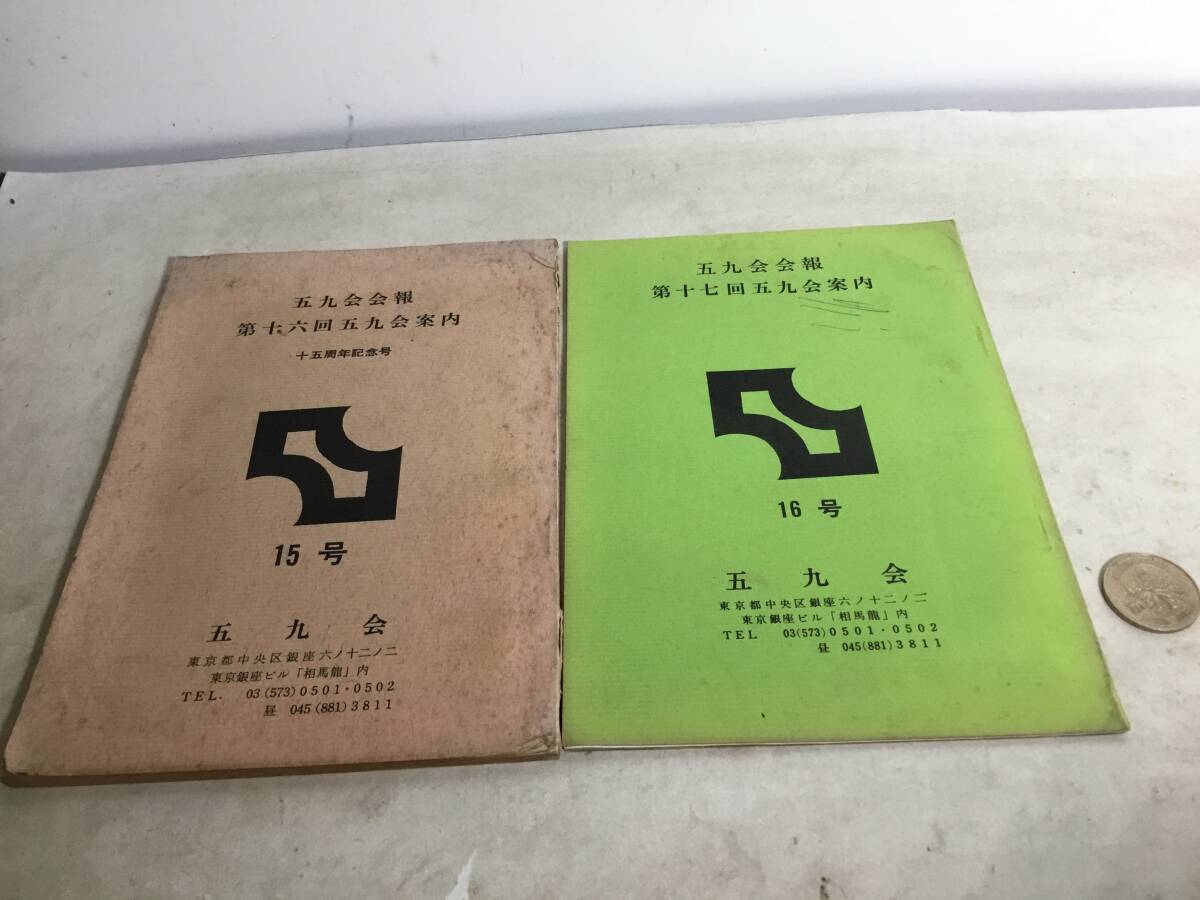 五九会会報
第十六回五九会案内
十五周年記念号
15 号
五 九 会
東京都中央区銀座六ノ十二ノ二
東京銀座ビル「相馬龍」内
TEL. 03(573)0501・0502
昼 045(881)3811
五九会会報
第十七回五九会案内
16 号
五 九 会
東京都中央区銀座六ノ十二ノ二
東京銀座ビル「相馬龍」内
TEL 03(573)0501・0502
昼 045(881)3811